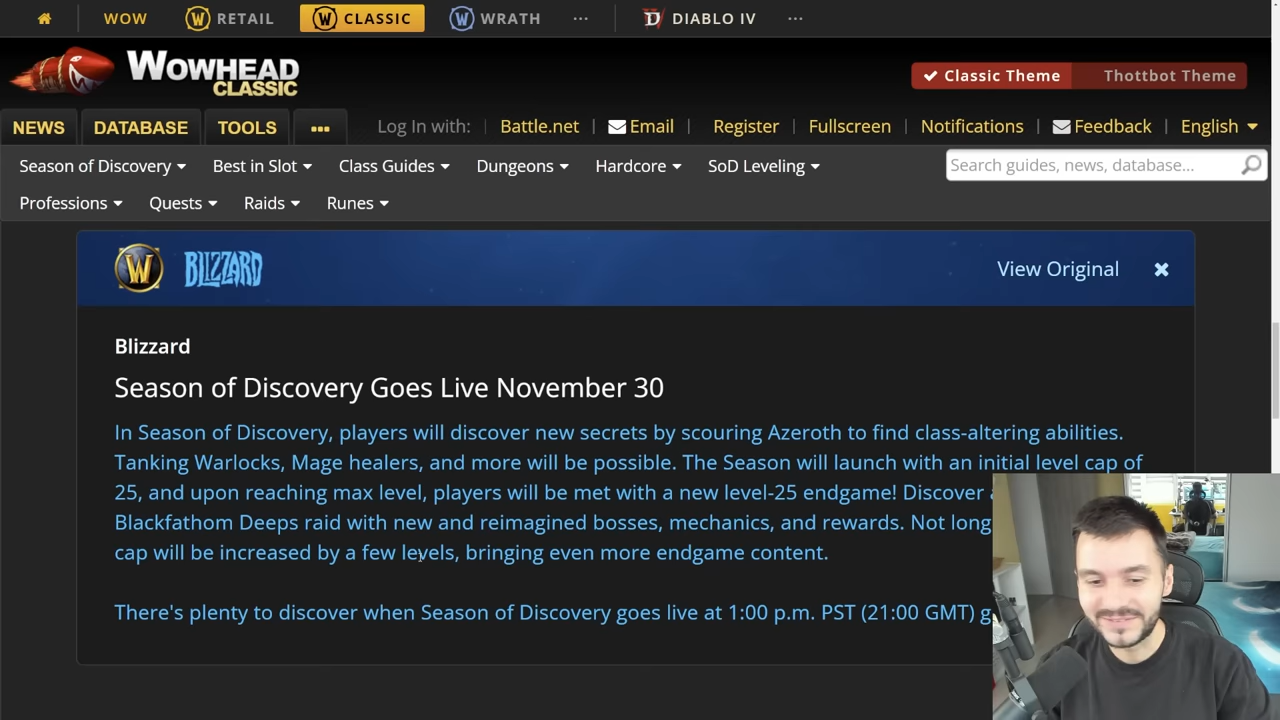 WOW RETAIL CLASSIC WRATH ... DIABLO IV ...
WOWHEAD
CLASSIC
Classic Theme Thottbot Theme
NEWS DATABASE TOOLS ... Log In with: Battle.net Email Register Fullscreen Notifications Feedback English
Season of Discovery Best in Slot Class Guides Dungeons Hardcore SoD Leveling Search guides, news, database...
Professions Quests Raids Runes
W BLIZZARD View Original
Blizzard
Season of Discovery Goes Live November 30
In Season of Discovery, players will discover new secrets by scouring Azeroth to find class-altering abilities.
Tanking Warlocks, Mage healers, and more will be possible. The Season will launch with an initial level cap of
25, and upon reaching max level, players will be met with a new level-25 endgame! Discover
Blackfathom Deeps raid with new and reimagined bosses, mechanics, and rewards. Not long
cap will be increased by a few levels, bringing even more endgame content.
There's plenty to discover when Season of Discovery goes live at 1:00 p.m. PST (21:00 GMT)